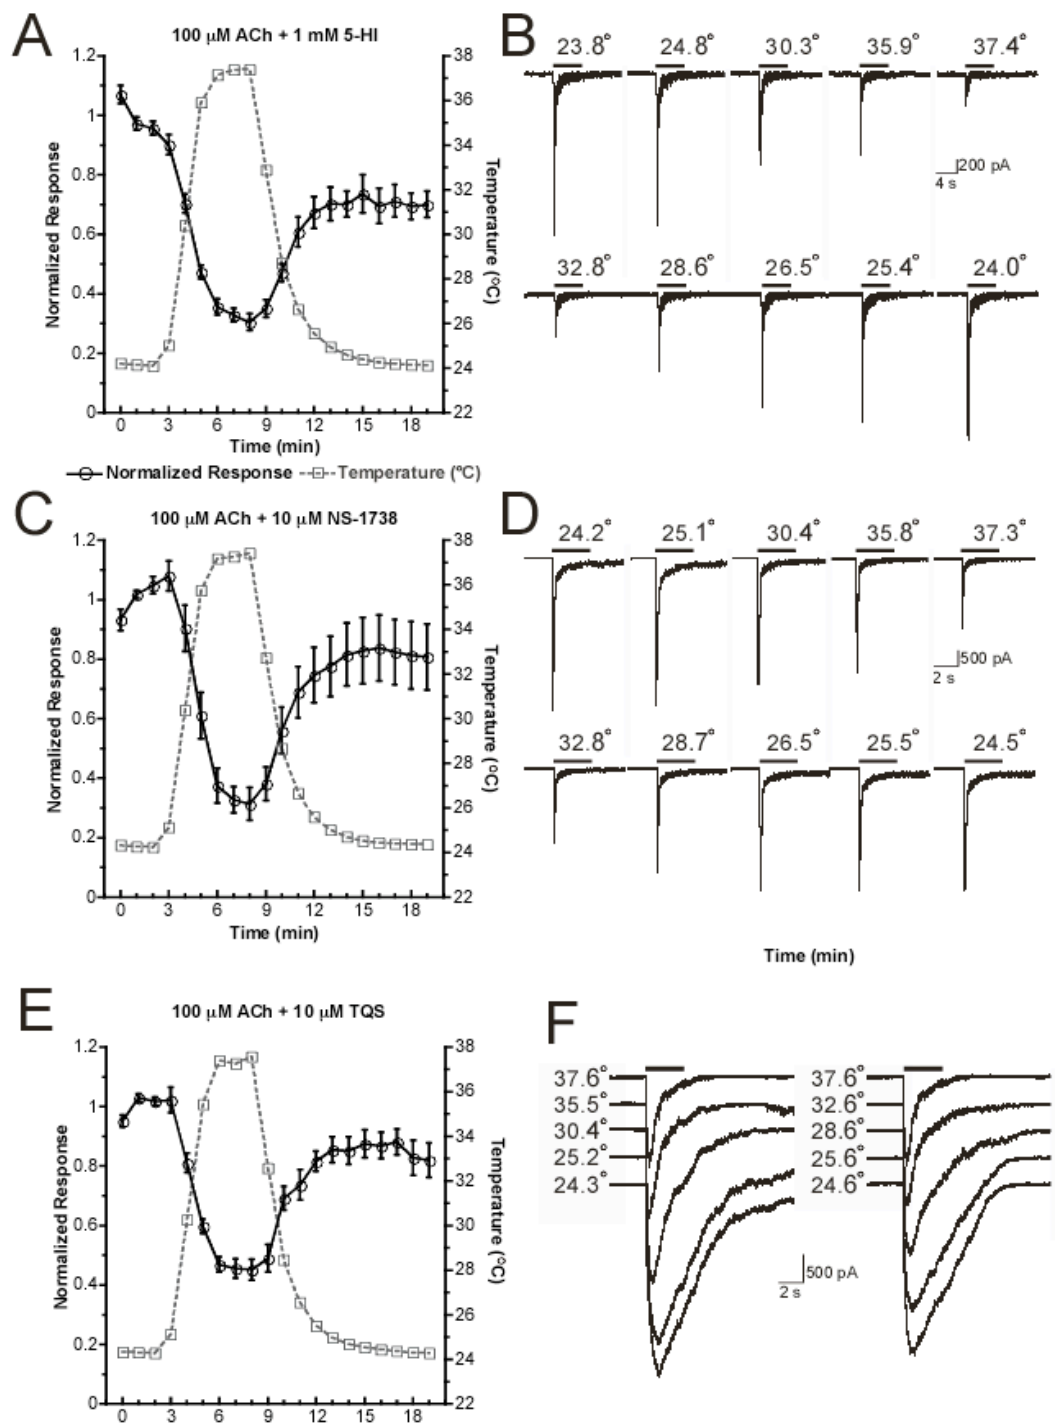 A
100 µM ACh + 1 mM 5-HI
Normalized Response
1.2
1
0.8
0.6
0.4
0.2
0
38
36
34
32
30
28
26
24
22
Temperature (°C)
0 3 6 9 12 15 18
Time (min)
Normalized Response Temperature (°C)
B
23.8° 24.8° 30.3° 35.9° 37.4°
200 pA
4 s
32.8° 28.6° 26.5° 25.4° 24.0°
C
100 µM ACh + 10 µM NS-1738
Normalized Response
1.2
1
0.8
0.6
0.4
0.2
0
38
36
34
32
30
28
26
24
22
Temperature (°C)
0 3 6 9 12 15 18
Time (min)
D
24.2° 25.1° 30.4° 35.8° 37.3°
500 pA
2 s
32.8° 28.7° 26.5° 25.5° 24.5°
Time (min)
E
100 µM ACh + 10 µM TQS
Normalized Response
1.2
1
0.8
0.6
0.4
0.2
0
38
36
34
32
30
28
26
24
22
Temperature (°C)
0 3 6 9 12 15 18
F
37.6°
35.5°
30.4°
25.2°
24.3°
37.6°
32.6°
28.6°
25.6°
24.6°
500 pA
2 s